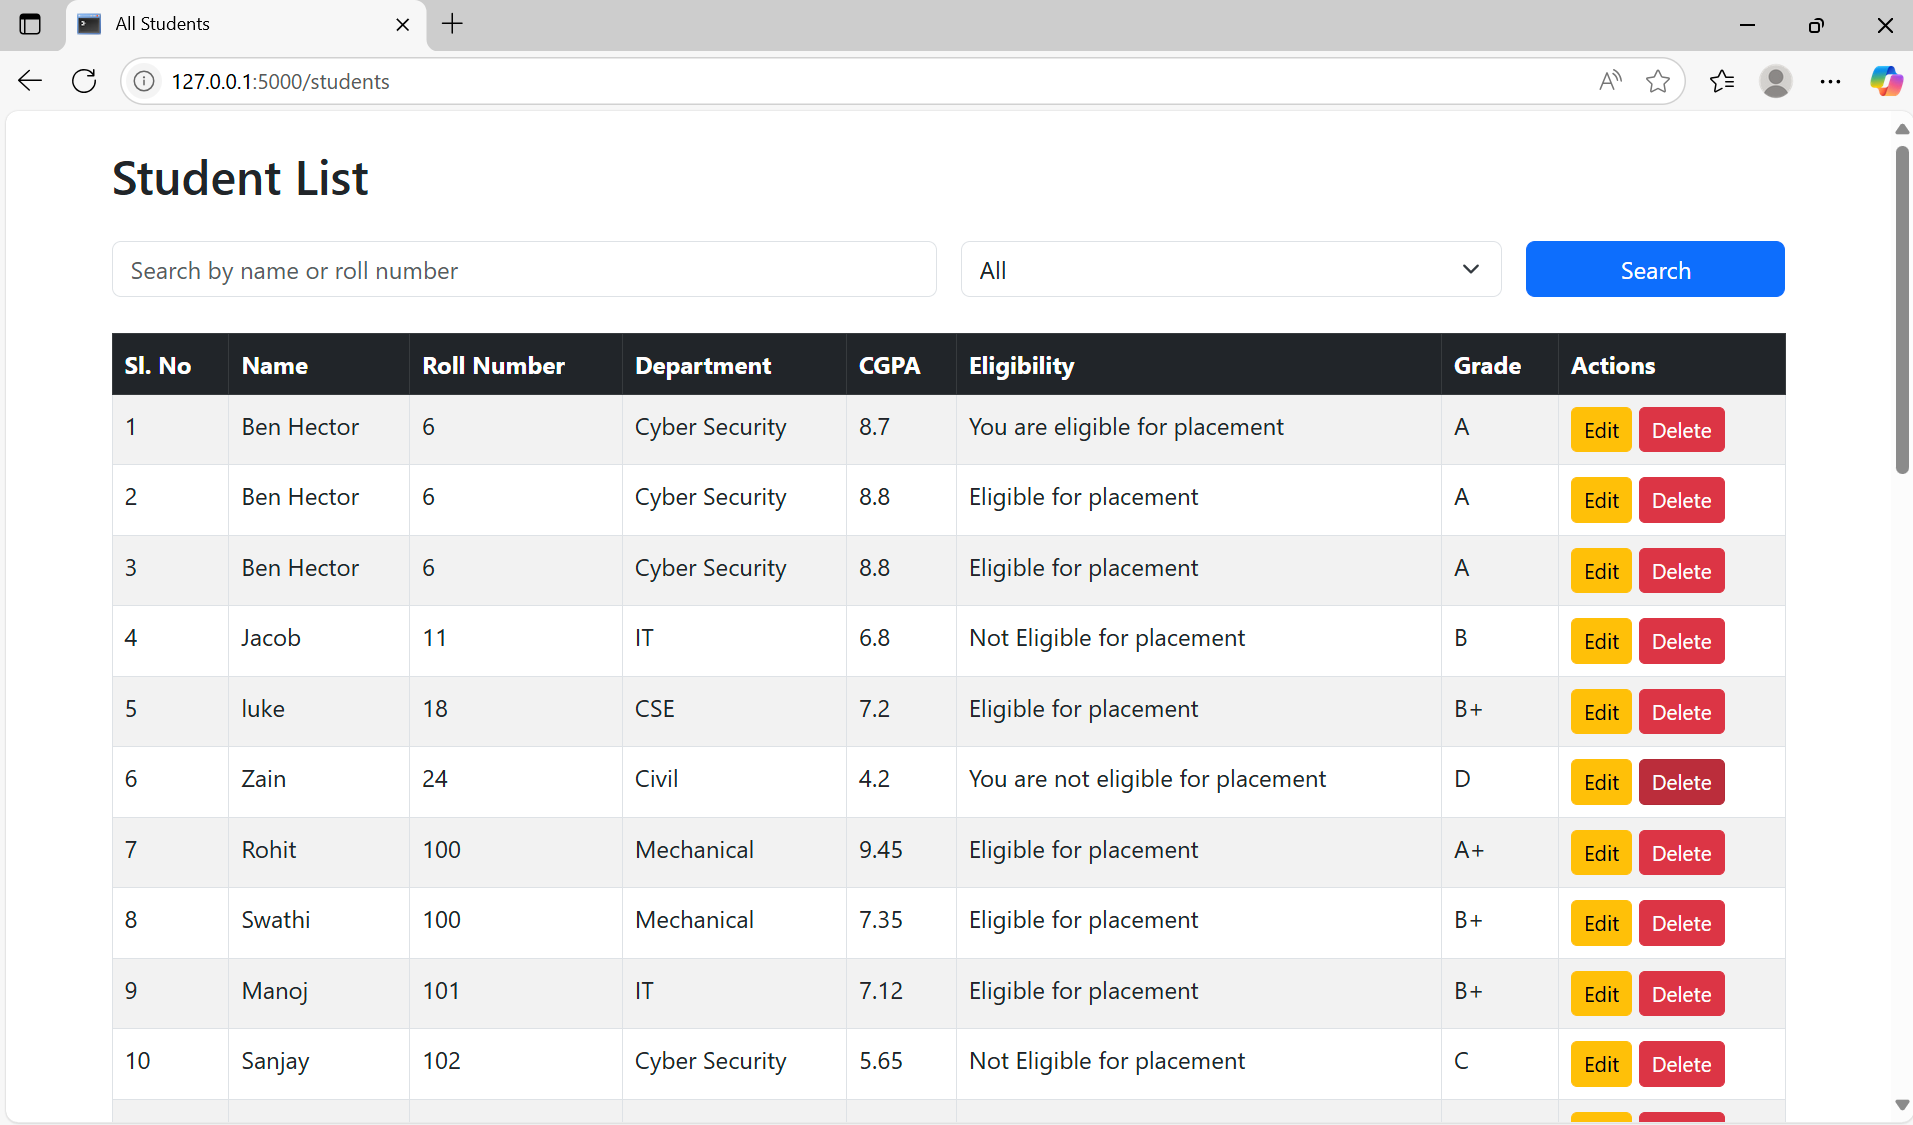 All Students
127.0.0.1:5000/students
Student List
Search by name or roll number All Search
Sl. No Name Roll Number Department CGPA Eligibility Grade Actions
1 Ben Hector 6 Cyber Security 8.7 You are eligible for placement A Edit Delete
2 Ben Hector 6 Cyber Security 8.8 Eligible for placement A Edit Delete
3 Ben Hector 6 Cyber Security 8.8 Eligible for placement A Edit Delete
4 Jacob 11 IT 6.8 Not Eligible for placement B Edit Delete
5 luke 18 CSE 7.2 Eligible for placement B+ Edit Delete
6 Zain 24 Civil 4.2 You are not eligible for placement D Edit Delete
7 Rohit 100 Mechanical 9.45 Eligible for placement A+ Edit Delete
8 Swathi 100 Mechanical 7.35 Eligible for placement B+ Edit Delete
9 Manoj 101 IT 7.12 Eligible for placement B+ Edit Delete
10 Sanjay 102 Cyber Security 5.65 Not Eligible for placement C Edit Delete